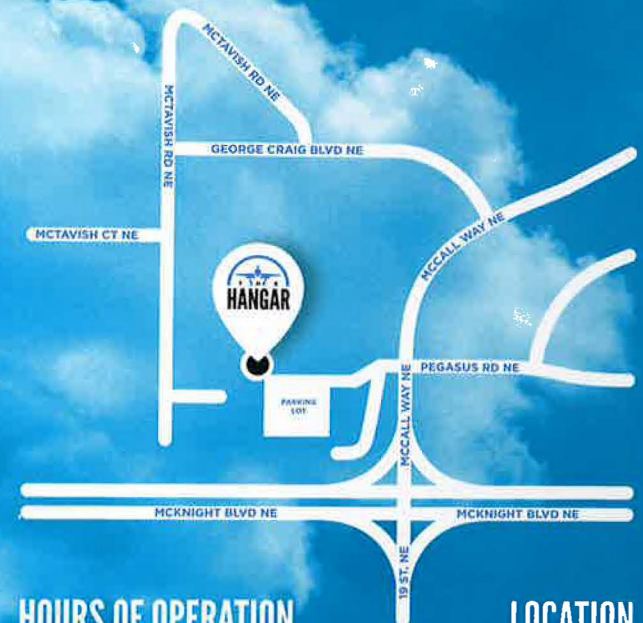 MCTAVISH RD NE
MCTAVISH RD NE
GEORGE CRAIG BLVD NE
MCTAVISH CT NE
MCCALL WAY NE
THE
HANGAR
PEGASUS RD NE
PARKING
LOT
MCCALL WAY NE
MCKNIGHT BLVD NE
MCKNIGHT BLVD NE
19 ST. NE
HOURS OF OPERATION
LOCATION